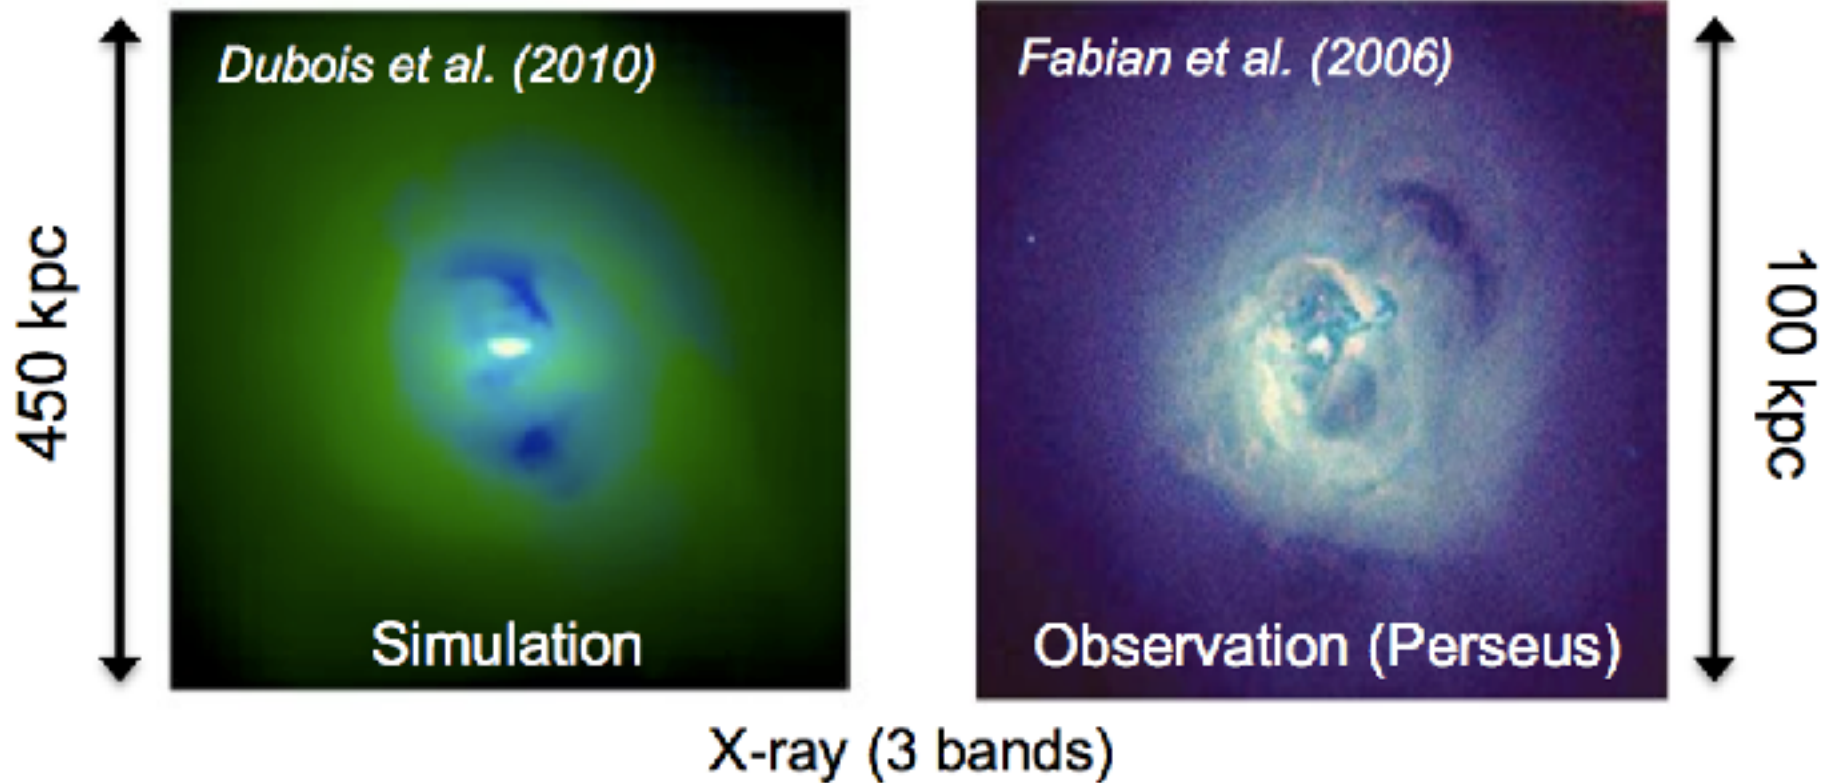 Dubois et al. (2010)
Simulation
450 kpc
Fabian et al. (2006)
Observation (Perseus)
100 kpc
X-ray (3 bands)